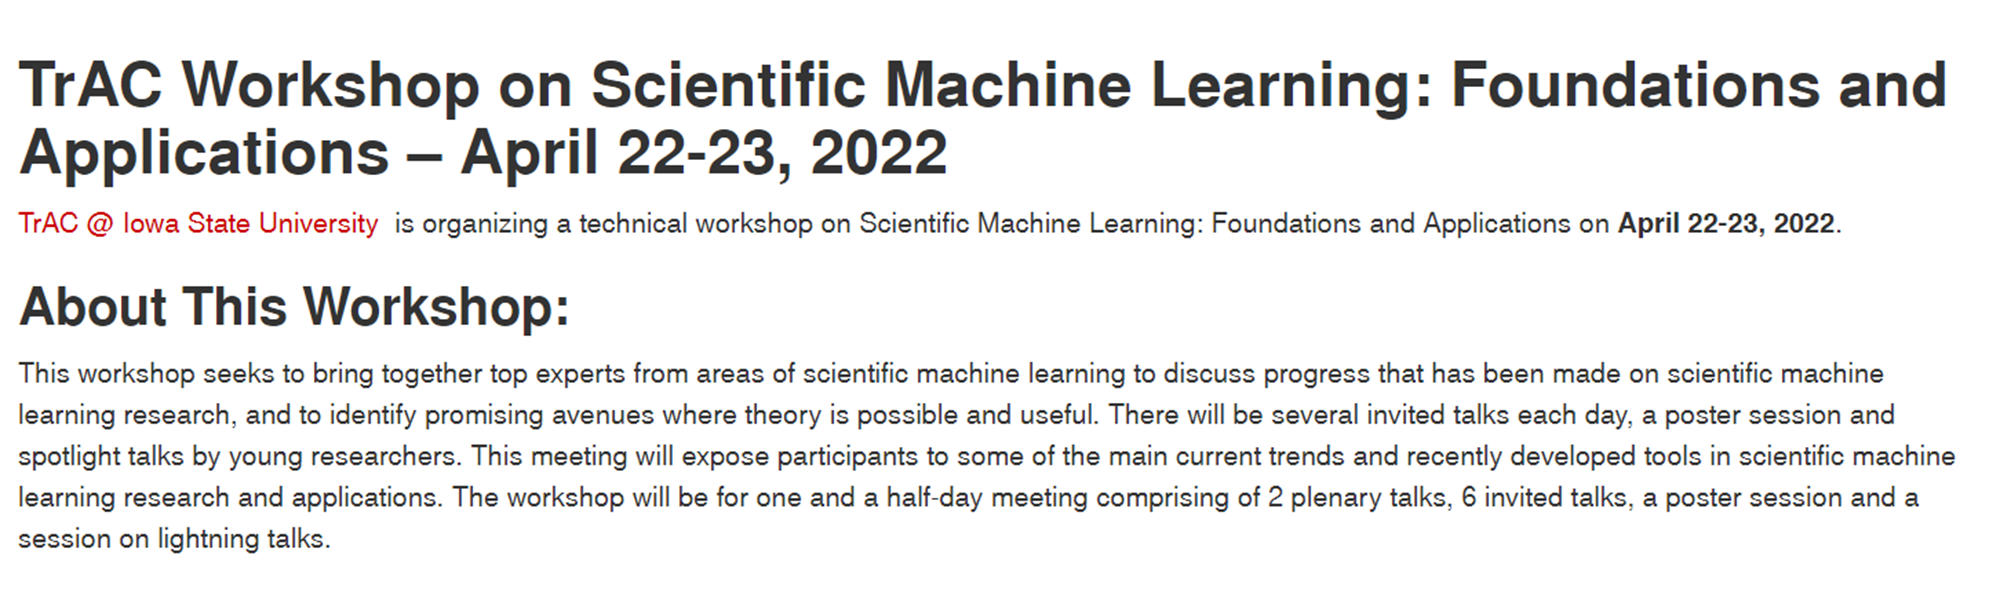 TrAC Workshop on Scientific Machine Learning: Foundations and
Applications – April 22-23, 2022
TrAC @ Iowa State University is organizing a technical workshop on Scientific Machine Learning: Foundations and Applications on April 22-23, 2022.
About This Workshop:
This workshop seeks to bring together top experts from areas of scientific machine learning to discuss progress that has been made on scientific machine
learning research, and to identify promising avenues where theory is possible and useful. There will be several invited talks each day, a poster session and
spotlight talks by young researchers. This meeting will expose participants to some of the main current trends and recently developed tools in scientific machine
learning research and applications. The workshop will be for one and a half-day meeting comprising of 2 plenary talks, 6 invited talks, a poster session and a
session on lightning talks.